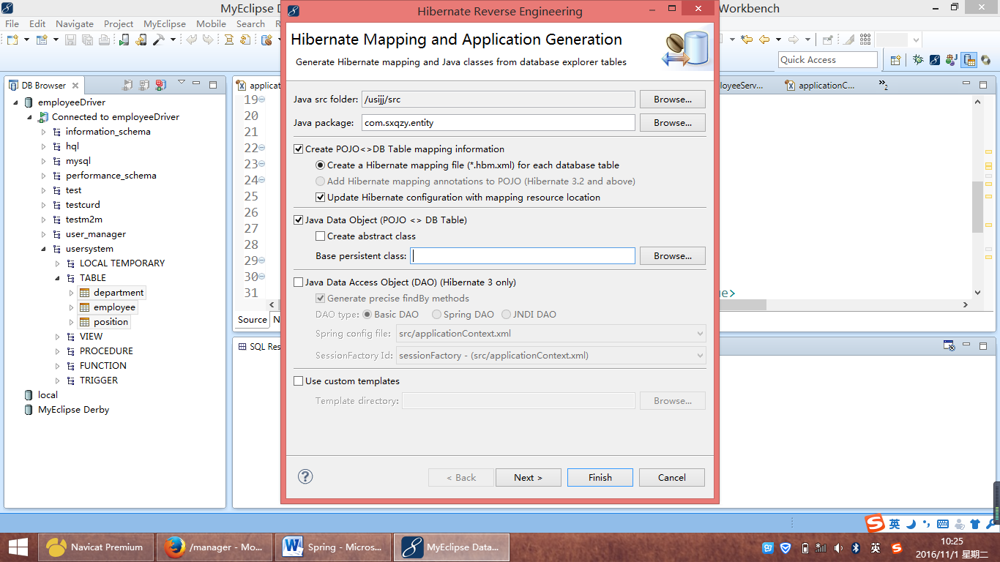 MyEclipse D
Hibernate Reverse Engineering
Workbench
File Edit Navigate Project MyEclipse Mobile Search
Quick Access
Hibernate Mapping and Application Generation
Generate Hibernate mapping and Java classes from database explorer tables
DB Browser
employeeDriver
Connected to employeeDriver
information_schema
hql
mysql
performance_schema
test
testcurd
testm2m
user_manager
usersystem
LOCAL TEMPORARY
TABLE
department
employee
position
VIEW
PROCEDURE
FUNCTION
TRIGGER
local
MyEclipse Derby
applicat
19
20
21
22
23
24
25
26
27
28
29
30
31
Source N
SQL Res
Java src folder: /usijj/src Browse...
Java package: com.sxqzy.entity Browse...
Create POJO<>DB Table mapping information
Create a Hibernate mapping file (*.hbm.xml) for each database table
Add Hibernate mapping annotations to POJO (Hibernate 3.2 and above)
Update Hibernate configuration with mapping resource location
Java Data Object (POJO <> DB Table)
Create abstract class
Base persistent class: Browse...
Java Data Access Object (DAO) (Hibernate 3 only)
Generate precise findBy methods
DAO type: Basic DAO Spring DAO JNDI DAO
Spring config file: src/applicationContext.xml
SessionFactory Id: sessionFactory - (src/applicationContext.xml)
Use custom templates
Template directory: Browse...
< Back Next > Finish Cancel
loyeeServ... applicationC... »2
ue>
英
Navicat Premium
/manager - Mo...
Spring - Micros...
MyEclipse Data...
英
10:25
2016/11/1 星期二